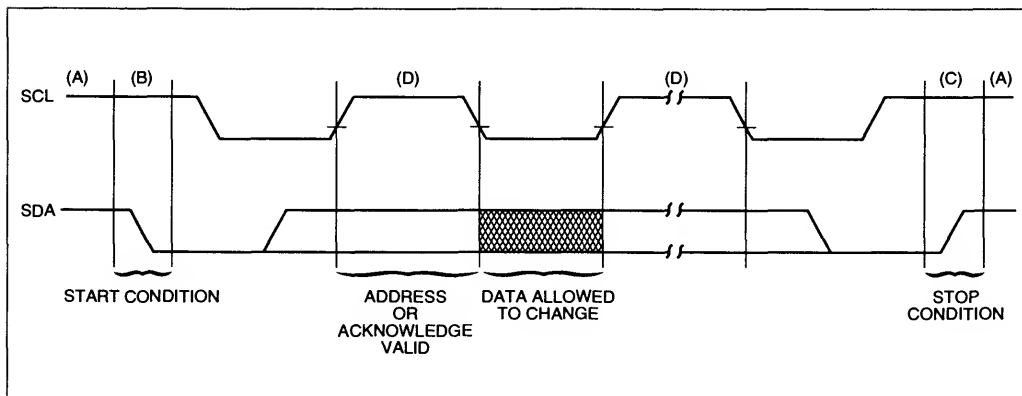 (A) (B) (D) (D) (C) (A)
SCL
SDA
START CONDITION
ADDRESS
OR
ACKNOWLEDGE
VALID
DATA ALLOWED
TO CHANGE
STOP
CONDITION